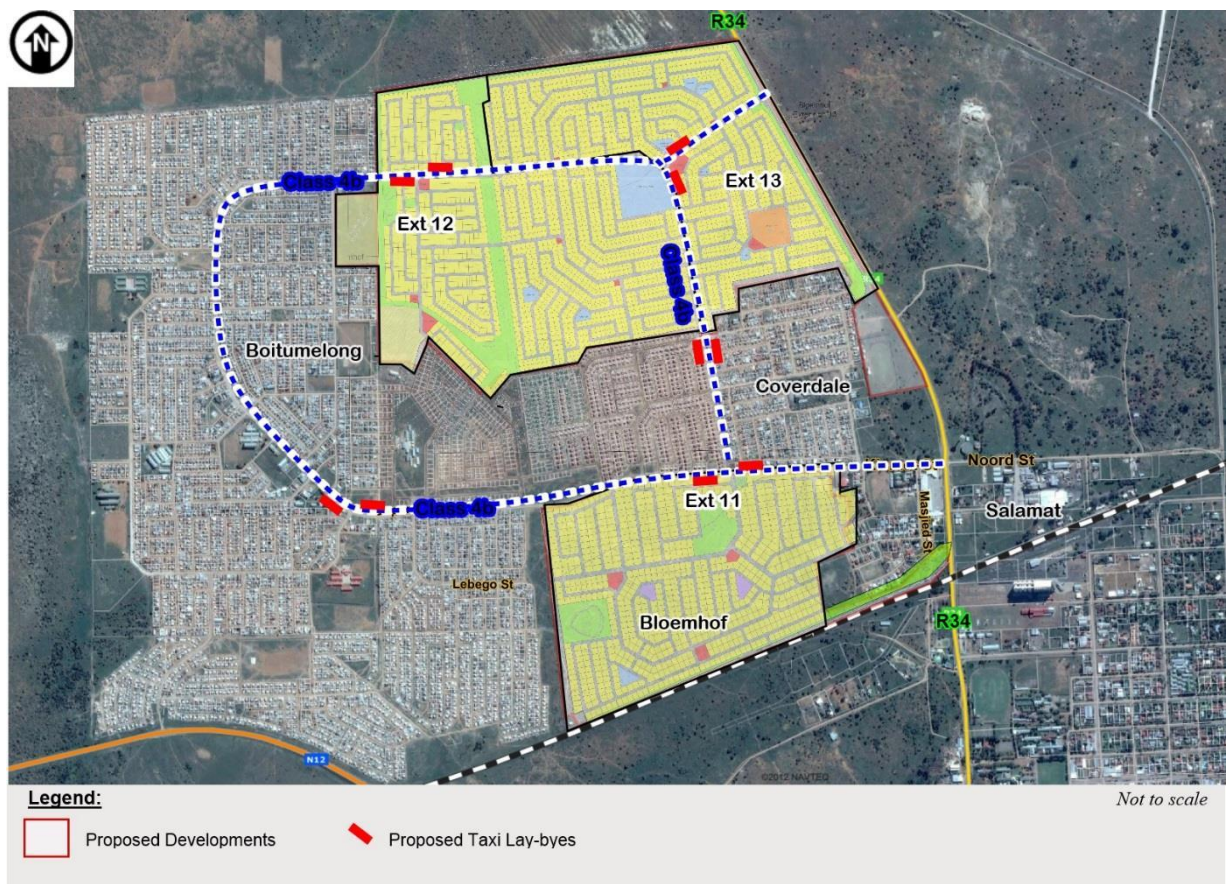 N
R34
Class 4b
Ext 13
Ext 12
Class 4b
Boitumelong
Coverdale
Noord St
Class 4b
Ext 11
Masjied St
Salamat
Lebego St
Bloemhof
R34
N12
©2012 NAVTEQ
Legend:
Not to scale
Proposed Developments
Proposed Taxi Lay-byes